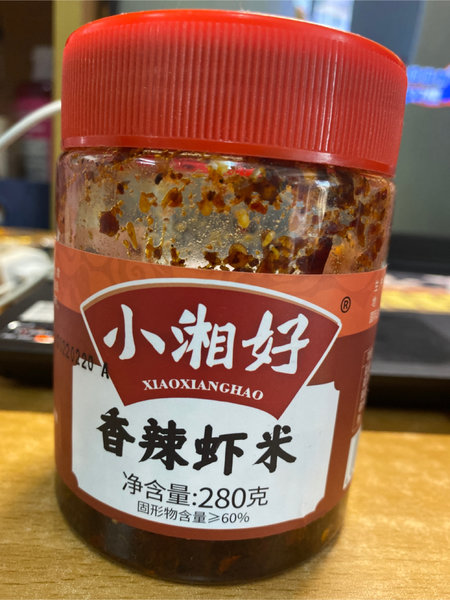 小湘好
®
XIAOXIANGHAO
香辣虾米
净含量:280克
固形物含量≥60%